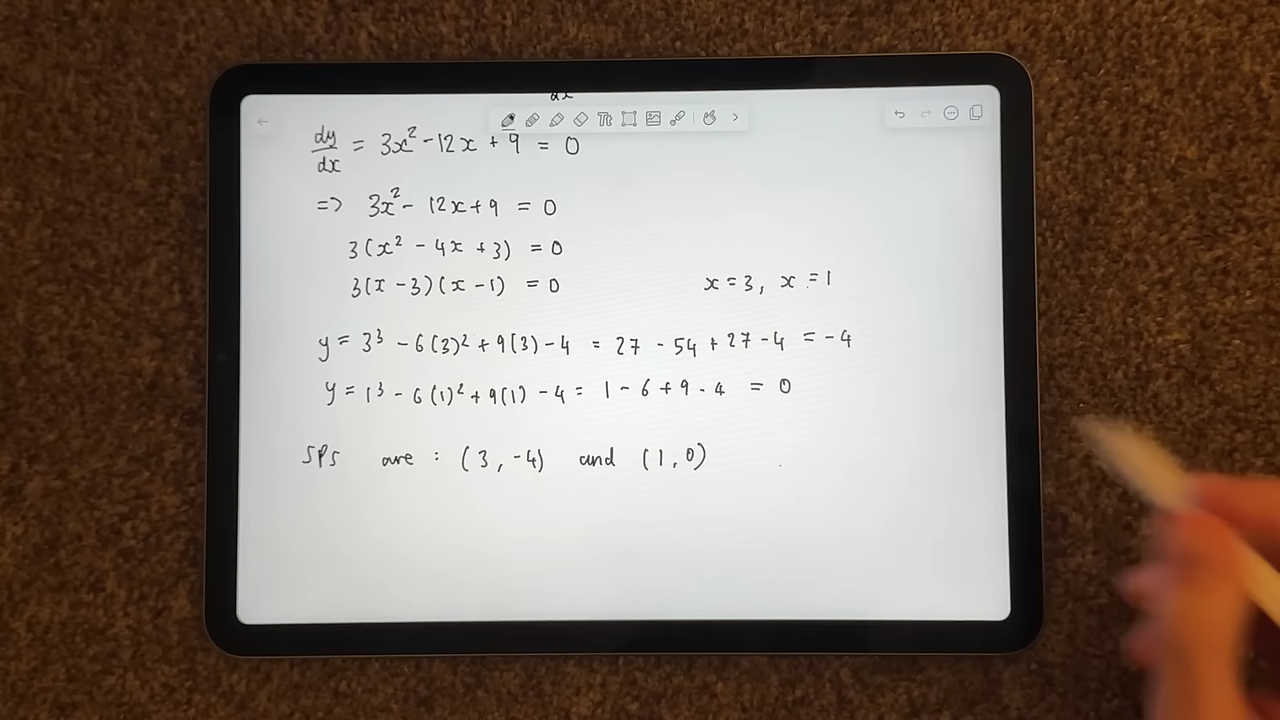 dx
dy/dx = 3x² - 12x + 9 = 0
=> 3x² - 12x + 9 = 0
3(x² - 4x + 3) = 0
3(x - 3)(x - 1) = 0 x = 3, x = 1
y = 3³ - 6(3)² + 9(3) - 4 = 27 - 54 + 27 - 4 = -4
y = 1³ - 6(1)² + 9(1) - 4 = 1 - 6 + 9 - 4 = 0
SPs are : (3, -4) and (1, 0)